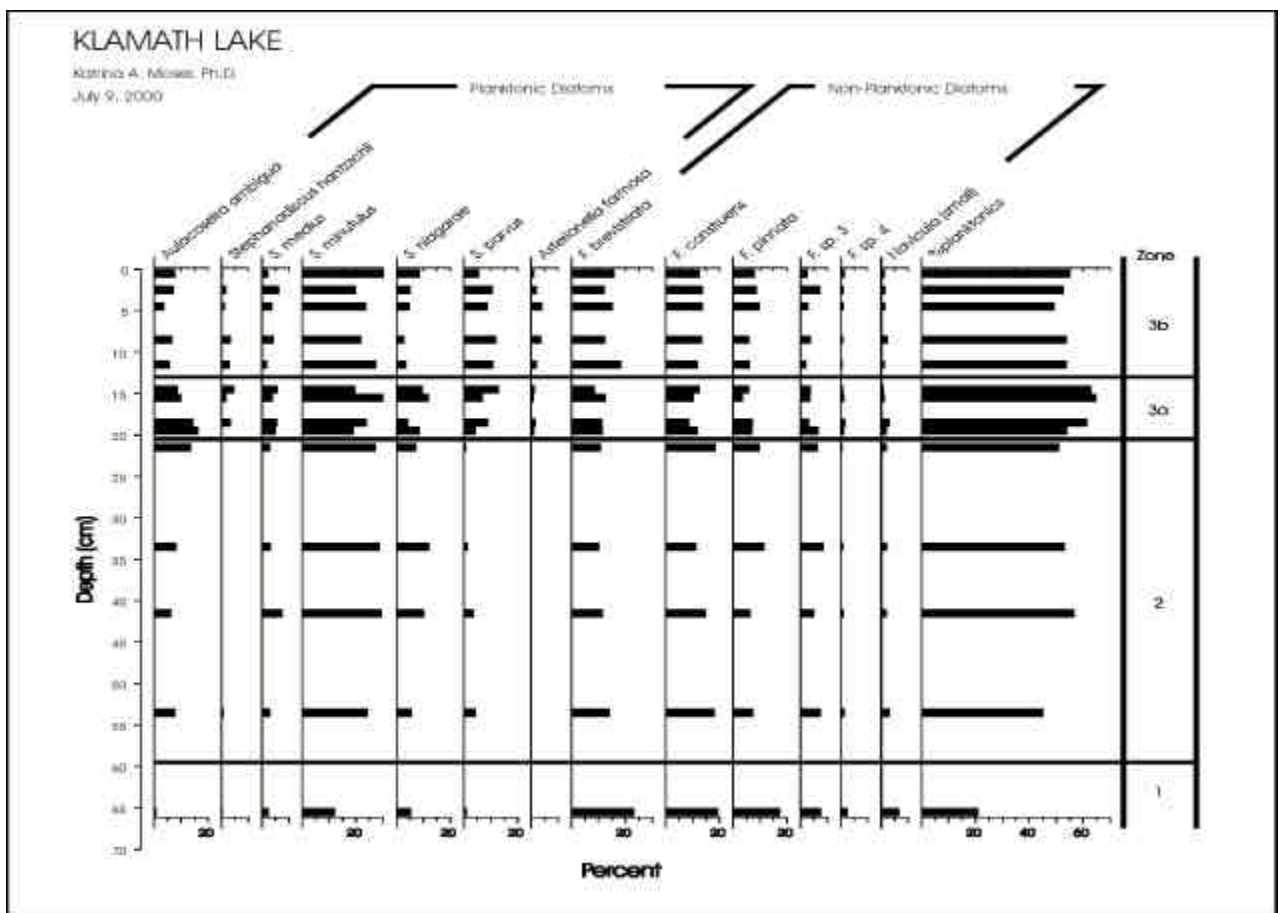 KLAMATH LAKE
Katrina A. Moses, Ph.D.
July 9, 2000
Planktonic Diatoms
Non-Planktonic Diatoms
Aulacoseira ambigua
Stephanodiscus hantzchii
S. medius
S. minutulus
S. niagarae
S. parvus
Asterionella formosa
F. brevistriata
F. construens
F. pinnata
F. sp. 3
F. sp. 4
Navicula (small)
Euplanktonics
Zone
0
5
10
15
20
25
30
35
40
45
50
55
60
65
70
Depth (cm)
3b
3a
2
1
20 20 20 20 20 20 20 20 40 60
Percent